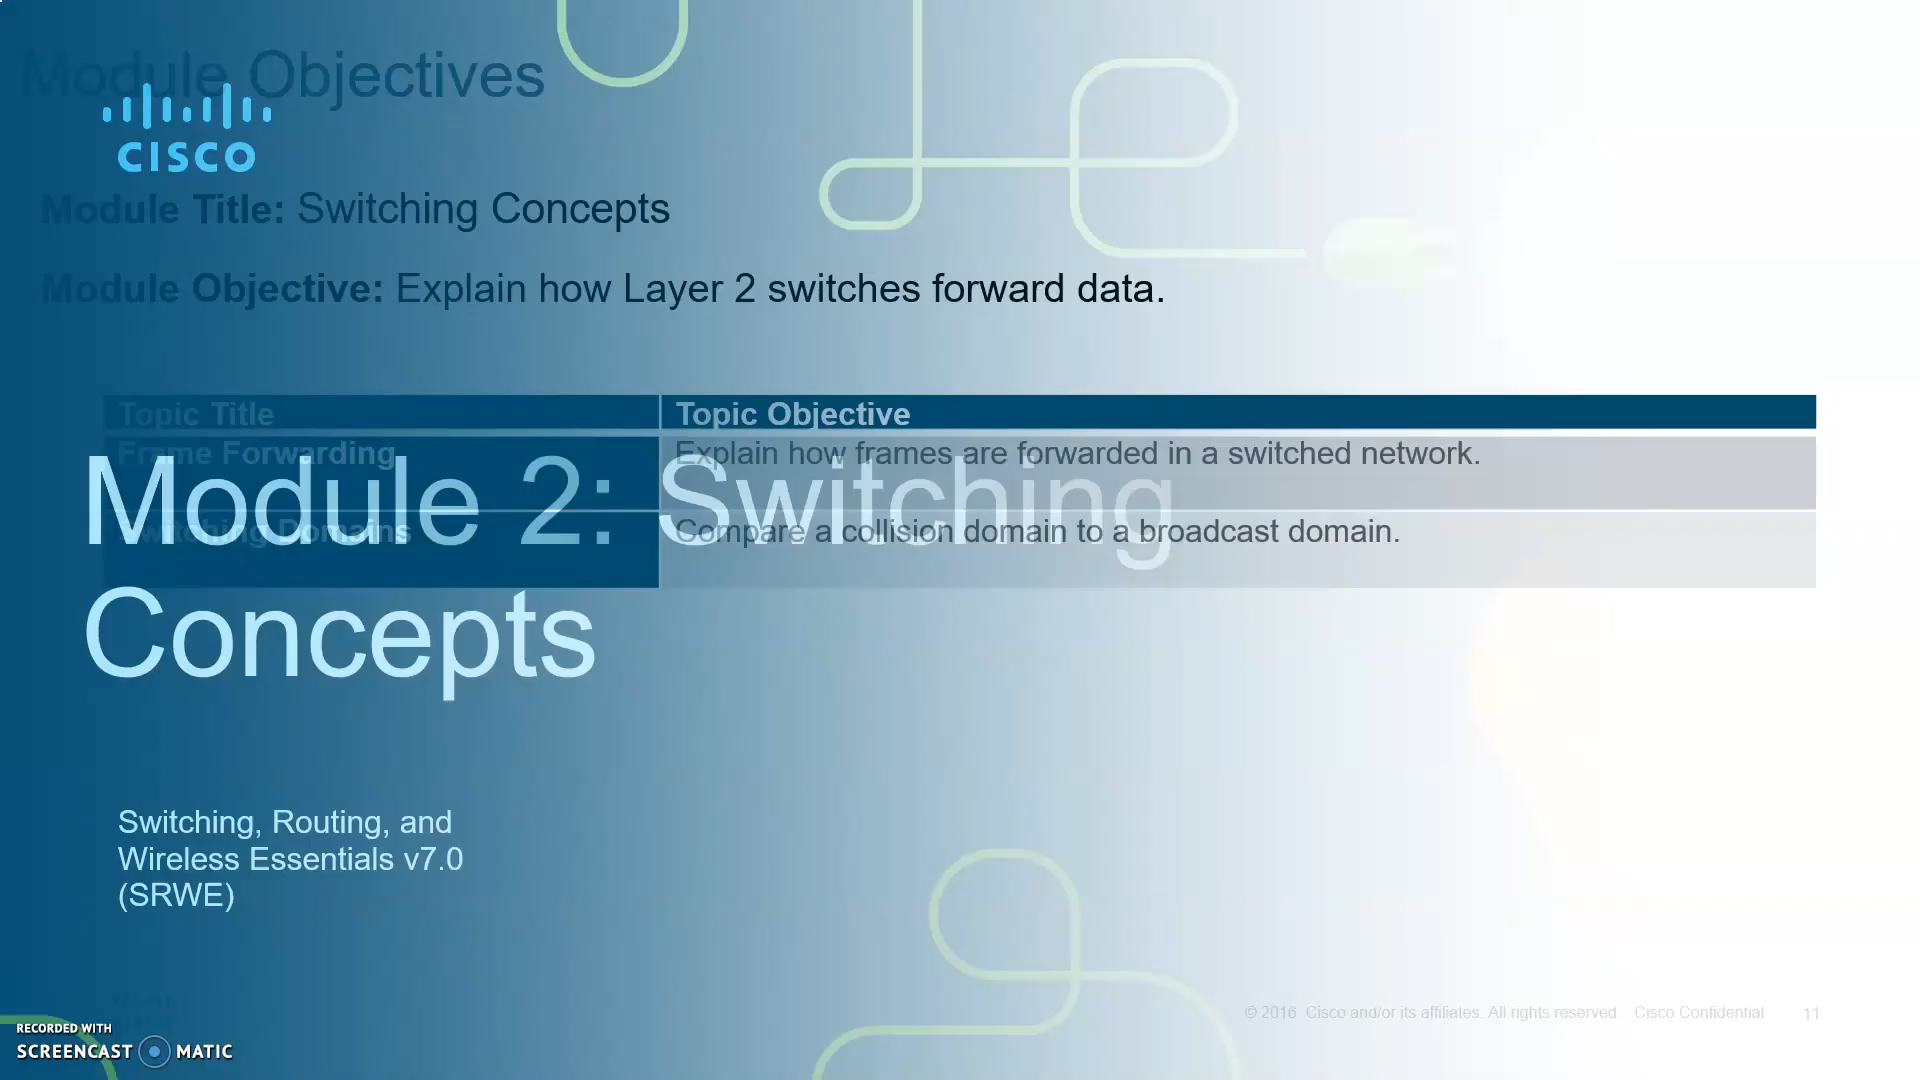 Module Objectives
CISCO
Module Title: Switching Concepts
Module Objective: Explain how Layer 2 switches forward data.
Topic Title Topic Objective
Frame Forwarding Explain how frames are forwarded in a switched network.
Switching Domains Compare a collision domain to a broadcast domain.
Module 2: Switching
Concepts
Switching, Routing, and
Wireless Essentials v7.0
(SRWE)
© 2016 Cisco and/or its affiliates. All rights reserved. Cisco Confidential 11
RECORDED WITH
SCREENCAST MATIC